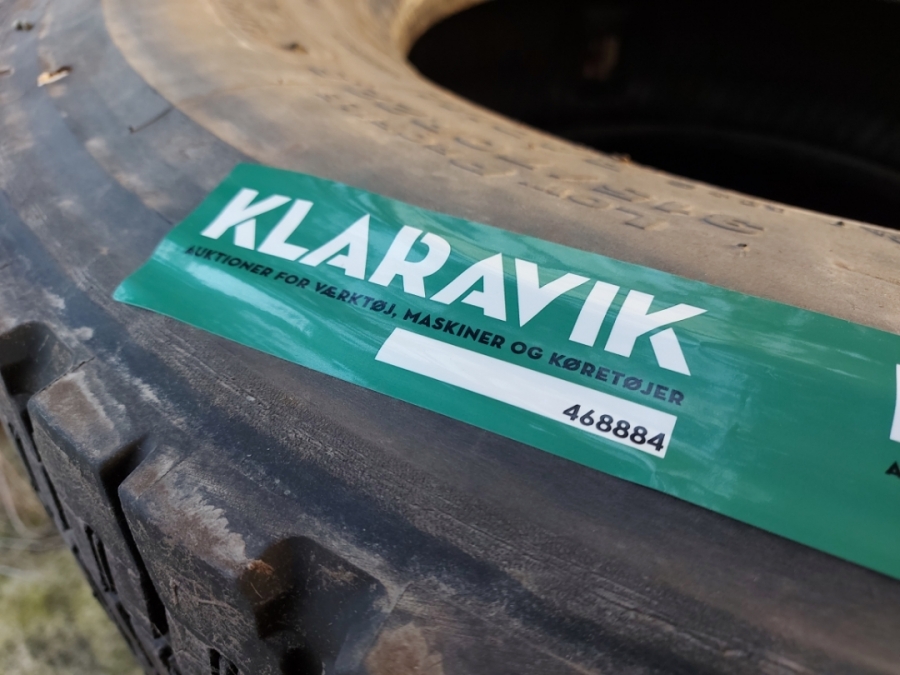 KLARAVIK
AUKTIONER FOR VÆRKTØJ, MASKINER OG KØRETØJER
468884